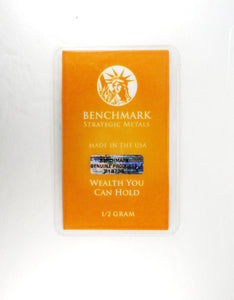 BENCHMARK
STRATEGIC METALS
MADE IN THE USA
BENCHMARK
GENUINE PRODUCT
WEALTH YOU
CAN HOLD
1/2 GRAM